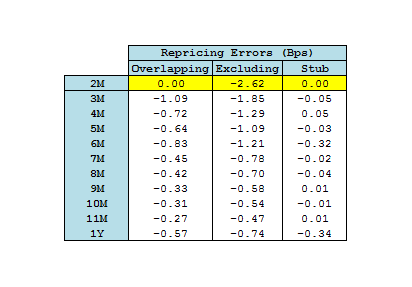 Repricing Errors (Bps)
Overlapping Excluding Stub
2M 0.00 -2.62 0.00
3M -1.09 -1.85 -0.05
4M -0.72 -1.29 0.05
5M -0.64 -1.09 -0.03
6M -0.83 -1.21 -0.32
7M -0.45 -0.78 -0.02
8M -0.42 -0.70 -0.04
9M -0.33 -0.58 0.01
10M -0.31 -0.54 -0.01
11M -0.27 -0.47 0.01
1Y -0.57 -0.74 -0.34